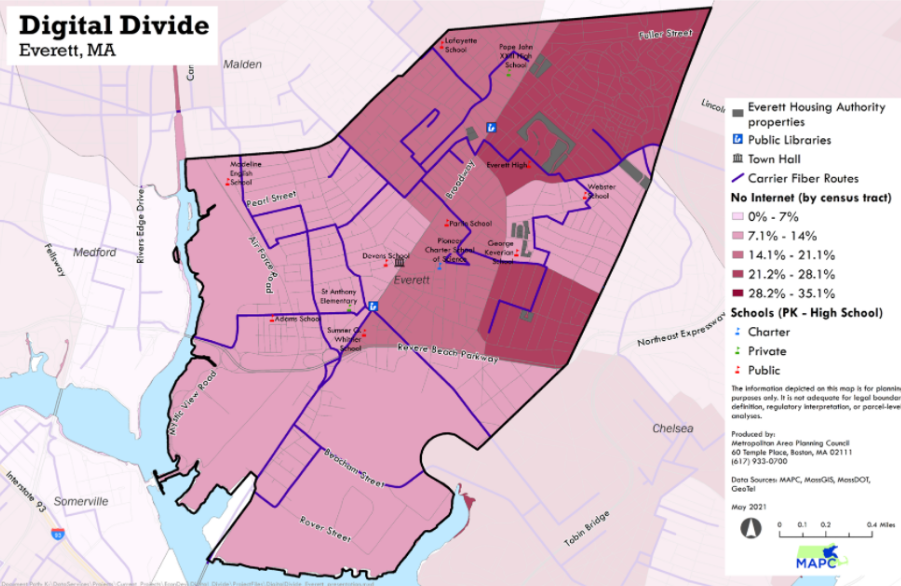 Digital Divide
Everett, MA
Malden
Lafayette
School
Pope John
XXIII High
School
Fuller Street
Madeline
English
School
Pearl Street
Broadway
Everett High
Webster
School
Rivers Edge Drive
Fellsway
Medford
Air Force Road
Parlin School
Devens School
Pioneer
Charter School
of Science
George
Keverian
School
Everett
St Anthony
Elementary
Adams School
Sumner G.
Whittier
School
Revere Beach Parkway
Mystic View Road
Northeast Expressway
Chelsea
Beacham Street
Rover Street
Interstate 93
93
Somerville
Tobin Bridge
Everett Housing Authority
properties
Public Libraries
Town Hall
Carrier Fiber Routes
No Internet (by census tract)
0% - 7%
7.1% - 14%
14.1% - 21.1%
21.2% - 28.1%
28.2% - 35.1%
Schools (PK - High School)
Charter
Private
Public
The information depicted on this map is for planning
purposes only. It is not adequate for legal boundar
definition, regulatory interpretation, or parcel-leve
analyses.
Produced by:
Metropolitan Area Planning Council
60 Temple Place, Boston, MA 02111
(617) 933-0700
Data Sources: MAPC, MassGIS, MassDOT,
GeoTel
May 2021
0 0.1 0.2 0.4 Miles
MAPC